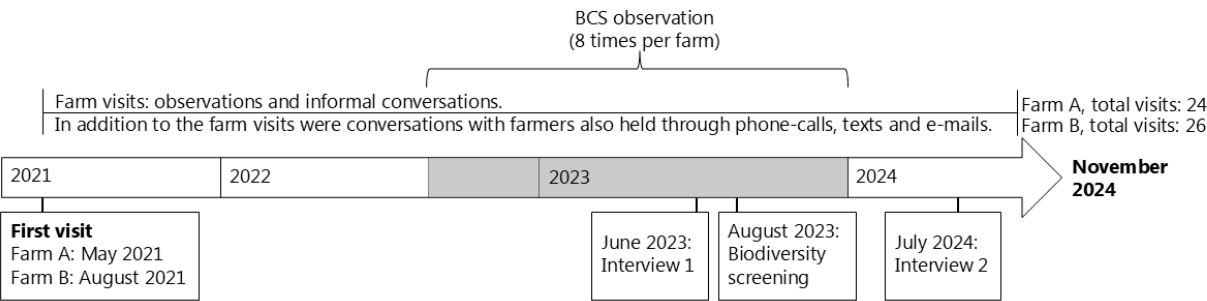 BCS observation
(8 times per farm)
Farm visits: observations and informal conversations.
In addition to the farm visits were conversations with farmers also held through phone-calls, texts and e-mails.
Farm A, total visits: 24
Farm B, total visits: 26
2021
2022
2023
2024
November
2024
First visit
Farm A: May 2021
Farm B: August 2021
June 2023:
Interview 1
August 2023:
Biodiversity
screening
July 2024:
Interview 2